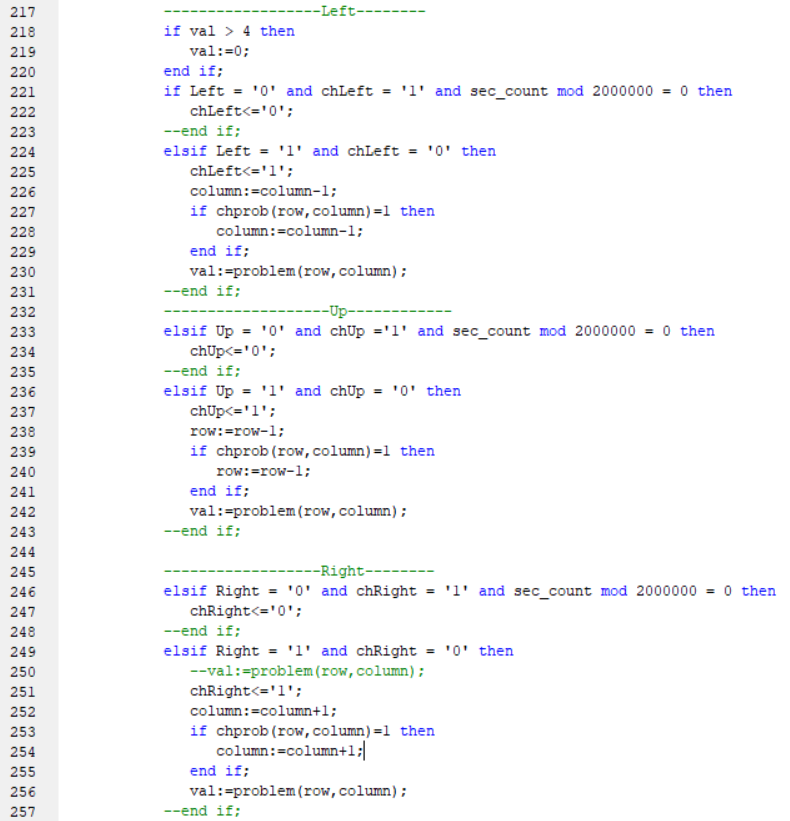 217 ------------------Left--------
218 if val > 4 then
219 val:=0;
220 end if;
221 if Left = '0' and chLeft = '1' and sec_count mod 2000000 = 0 then
222 chLeft<='0';
223 --end if;
224 elsif Left = '1' and chLeft = '0' then
225 chLeft<='1';
226 column:=column-1;
227 if chprob(row,column)=1 then
228 column:=column-1;
229 end if;
230 val:=problem(row,column);
231 --end if;
232 -------------------Up------------
233 elsif Up = '0' and chUp ='1' and sec_count mod 2000000 = 0 then
234 chUp<='0';
235 --end if;
236 elsif Up = '1' and chUp = '0' then
237 chUp<='1';
238 row:=row-1;
239 if chprob(row,column)=1 then
240 row:=row-1;
241 end if;
242 val:=problem(row,column);
243 --end if;
244
245 ------------------Right--------
246 elsif Right = '0' and chRight = '1' and sec_count mod 2000000 = 0 then
247 chRight<='0';
248 --end if;
249 elsif Right = '1' and chRight = '0' then
250 --val:=problem(row,column);
251 chRight<='1';
252 column:=column+1;
253 if chprob(row,column)=1 then
254 column:=column+1;
255 end if;
256 val:=problem(row,column);
257 --end if;